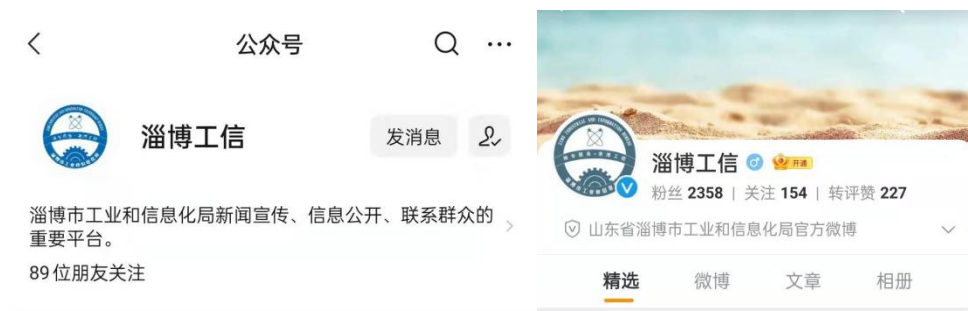 公众号
淄博工信
发消息
淄博市工业和信息化局新闻宣传、信息公开、联系群众的
重要平台。
89位朋友关注
淄博工信
开通
粉丝 2358 | 关注 154 | 转评赞 227
山东省淄博市工业和信息化局官方微博
精选 微博 文章 相册